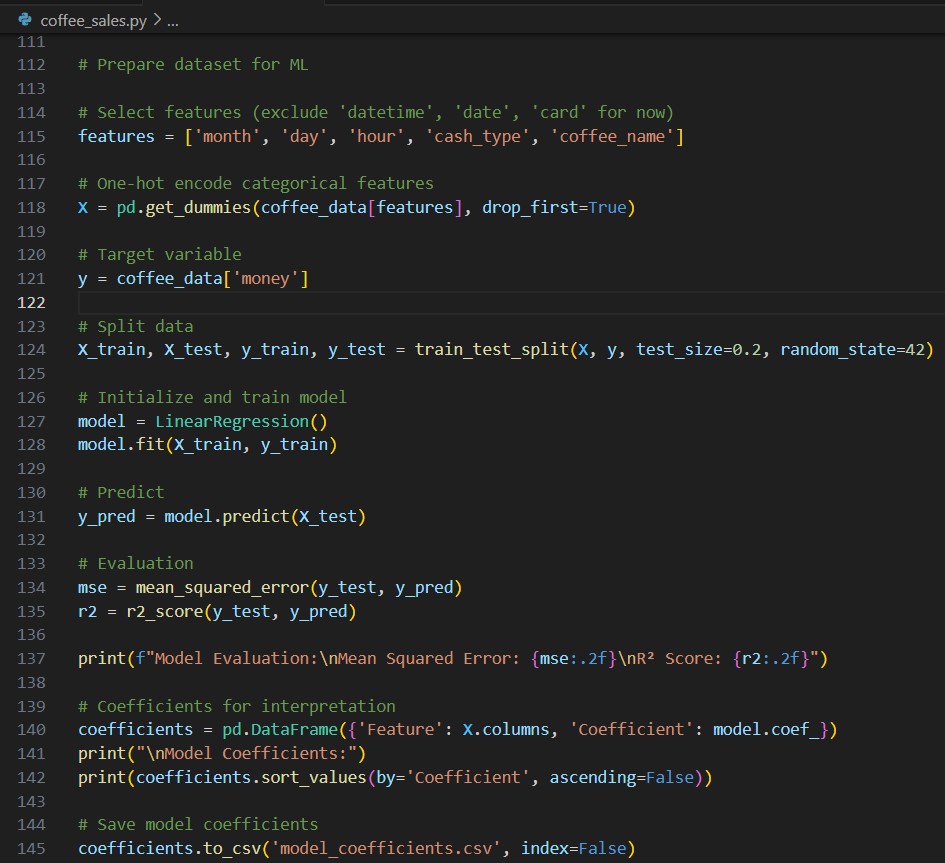 coffee_sales.py > ...
111
112 # Prepare dataset for ML
113
114 # Select features (exclude 'datetime', 'date', 'card' for now)
115 features = ['month', 'day', 'hour', 'cash_type', 'coffee_name']
116
117 # One-hot encode categorical features
118 X = pd.get_dummies(coffee_data[features], drop_first=True)
119
120 # Target variable
121 y = coffee_data['money']
122
123 # Split data
124 X_train, X_test, y_train, y_test = train_test_split(X, y, test_size=0.2, random_state=42)
125
126 # Initialize and train model
127 model = LinearRegression()
128 model.fit(X_train, y_train)
129
130 # Predict
131 y_pred = model.predict(X_test)
132
133 # Evaluation
134 mse = mean_squared_error(y_test, y_pred)
135 r2 = r2_score(y_test, y_pred)
136
137 print(f"Model Evaluation:\nMean Squared Error: {mse:.2f}\nR² Score: {r2:.2f}")
138
139 # Coefficients for interpretation
140 coefficients = pd.DataFrame({'Feature': X.columns, 'Coefficient': model.coef_})
141 print("\nModel Coefficients:")
142 print(coefficients.sort_values(by='Coefficient', ascending=False))
143
144 # Save model coefficients
145 coefficients.to_csv('model_coefficients.csv', index=False)